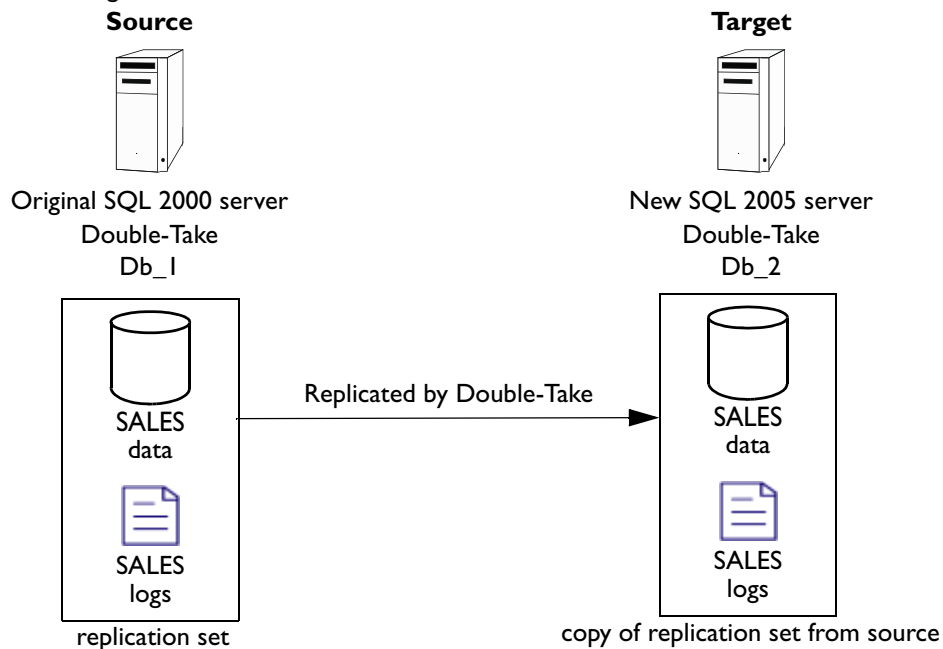 Source
Target
Original SQL 2000 server
Double-Take
Db_1
New SQL 2005 server
Double-Take
Db_2
SALES
data
SALES
logs
replication set
Replicated by Double-Take
SALES
data
SALES
logs
copy of replication set from source